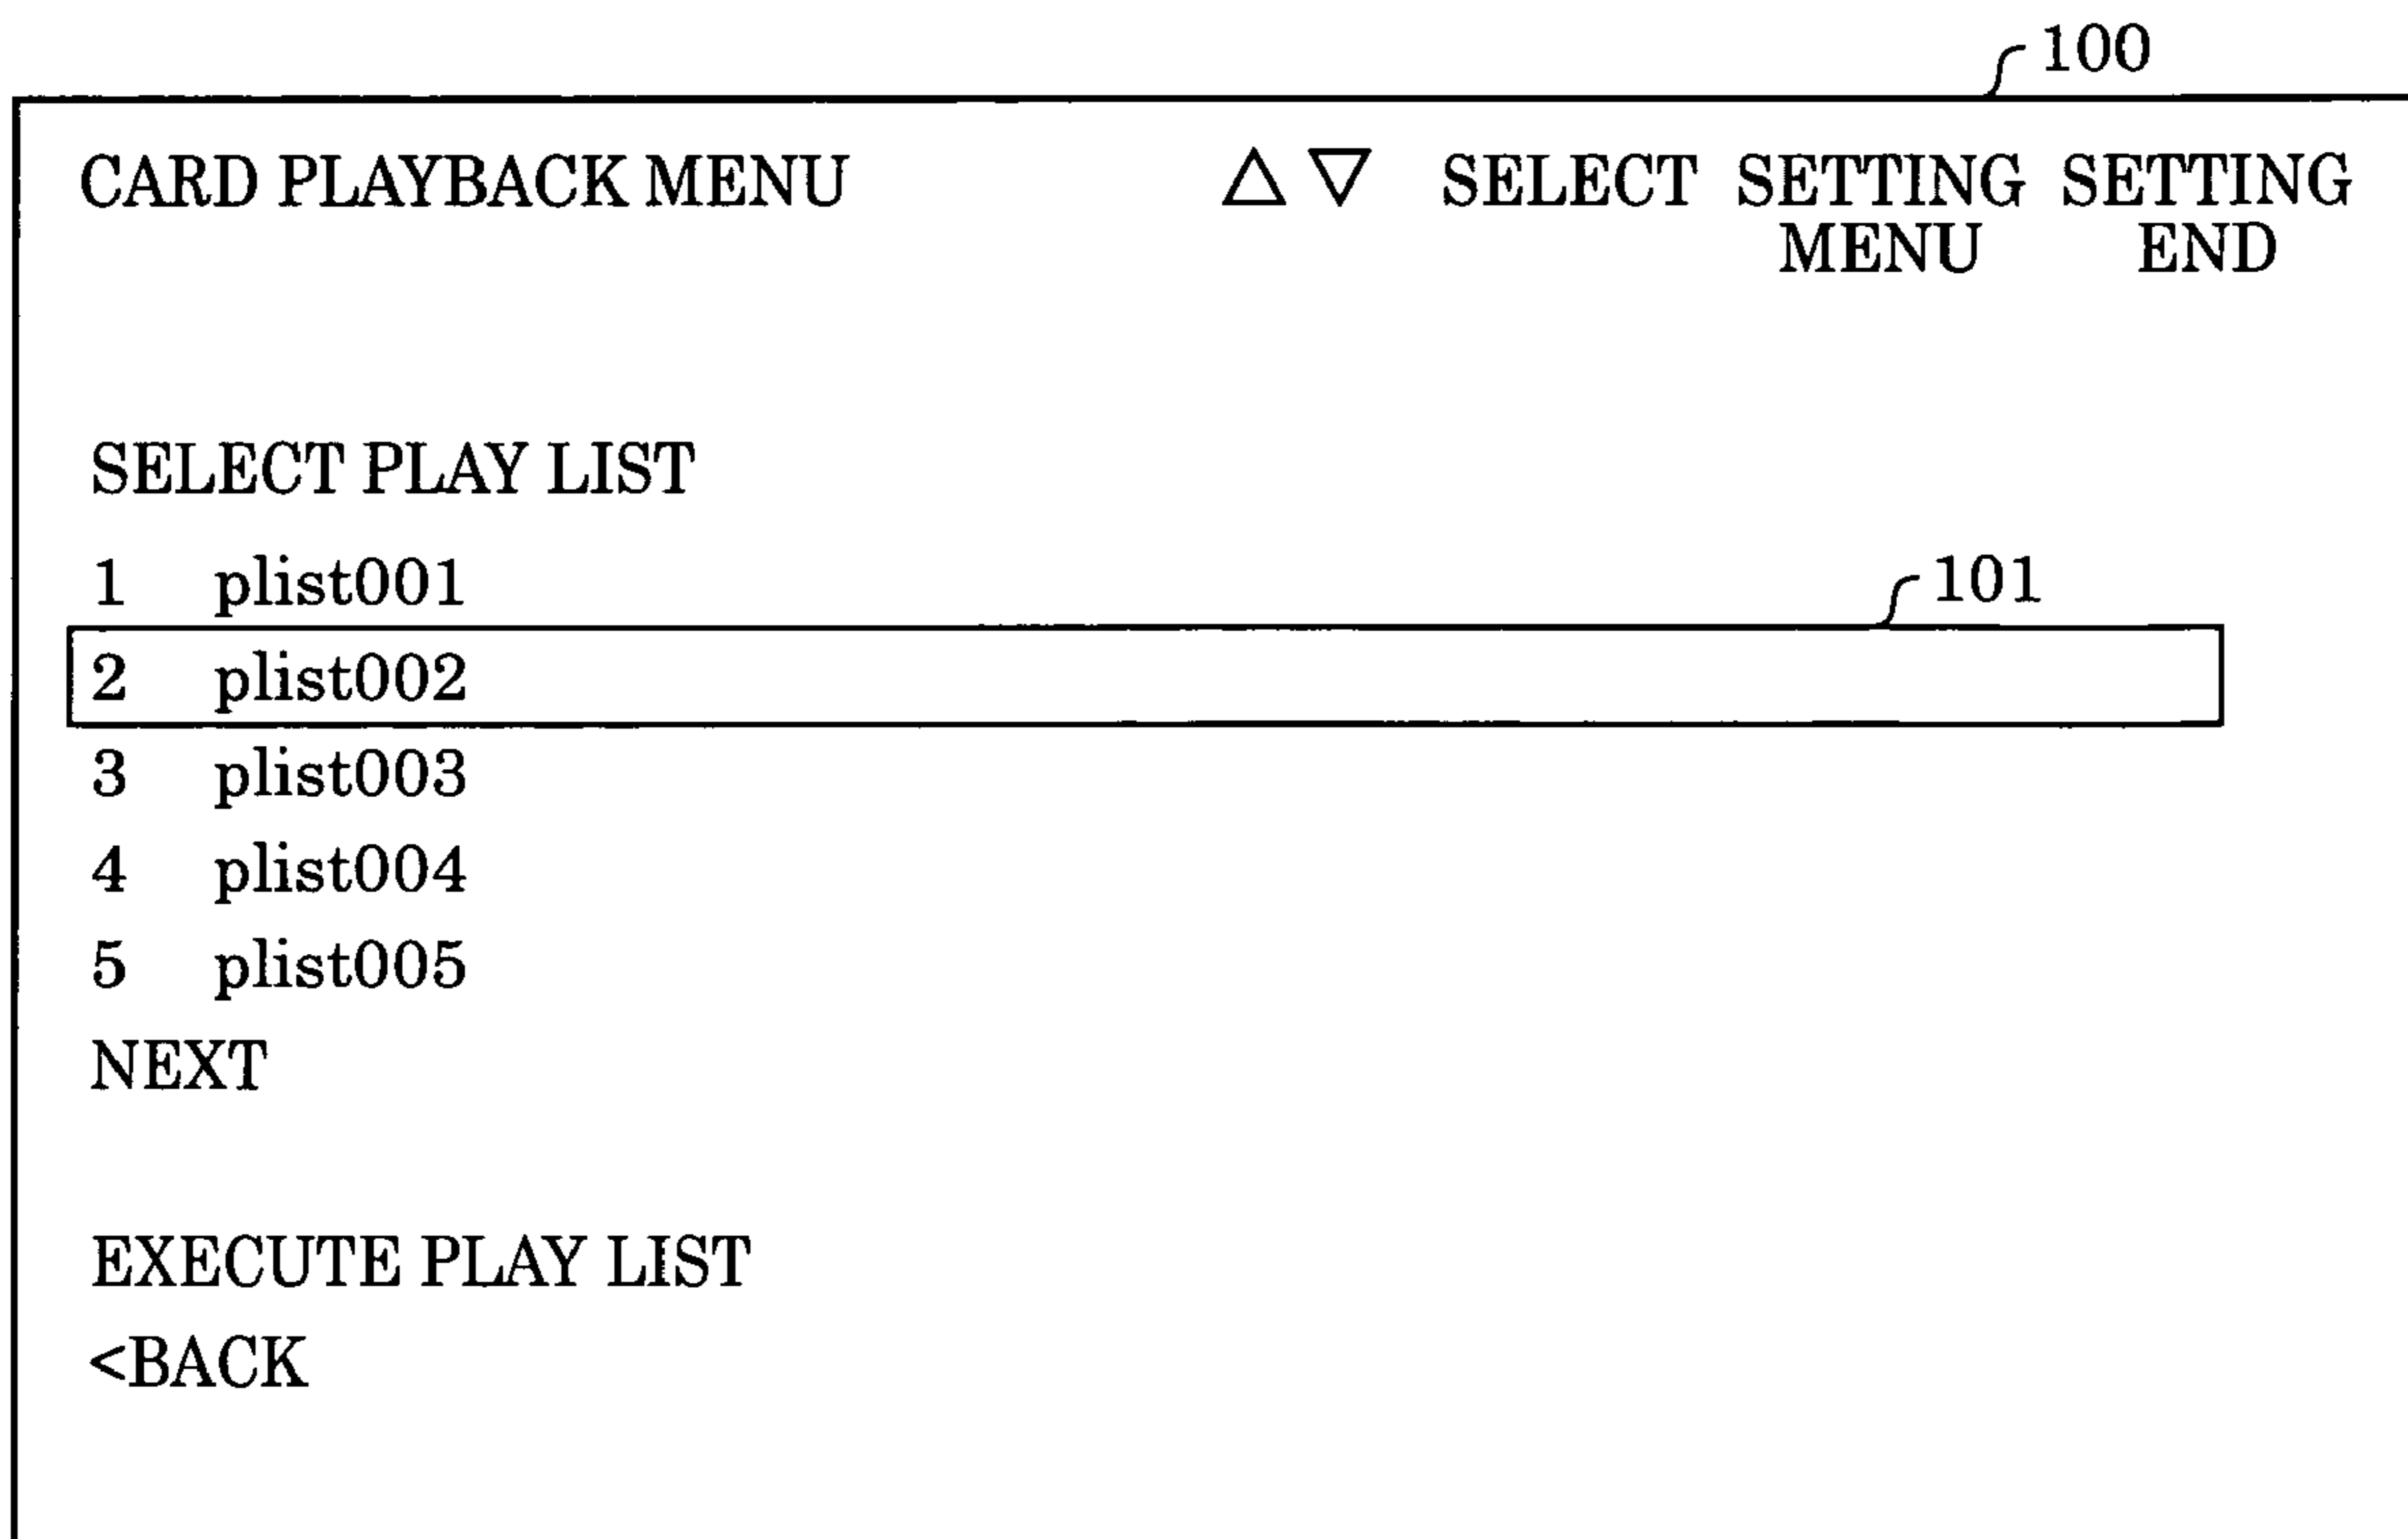 100
CARD PLAYBACK MENU △ ▽ SELECT SETTING SETTING
MENU END
SELECT PLAY LIST
1 plist001
101
2 plist002
3 plist003
4 plist004
5 plist005
NEXT
EXECUTE PLAY LIST
<BACK